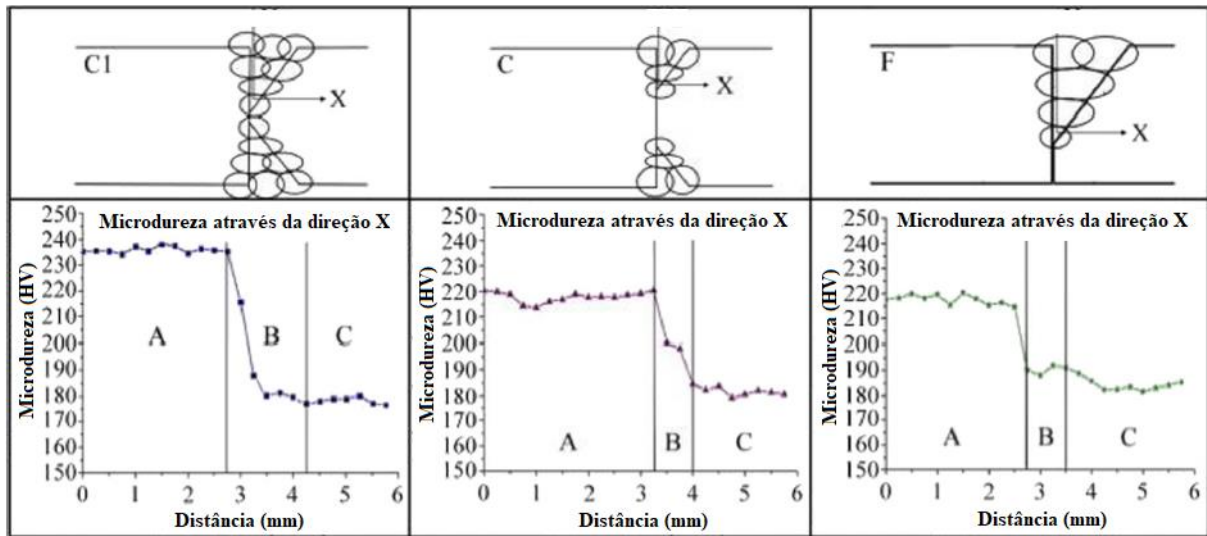 C1
X
C
X
F
X
Microdureza através da direção X
Microdureza (HV)
250
240
230
220
210
200
190
180
170
160
150
A
B
C
0
1
2
3
4
5
6
Distância (mm)
Microdureza através da direção X
Microdureza (HV)
250
240
230
220
210
200
190
180
170
160
150
A
B
C
0
1
2
3
4
5
6
Distância (mm)
Microdureza através da direção X
Microdureza (HV)
250
240
230
220
210
200
190
180
170
160
150
A
B
C
0
1
2
3
4
5
6
Distância (mm)